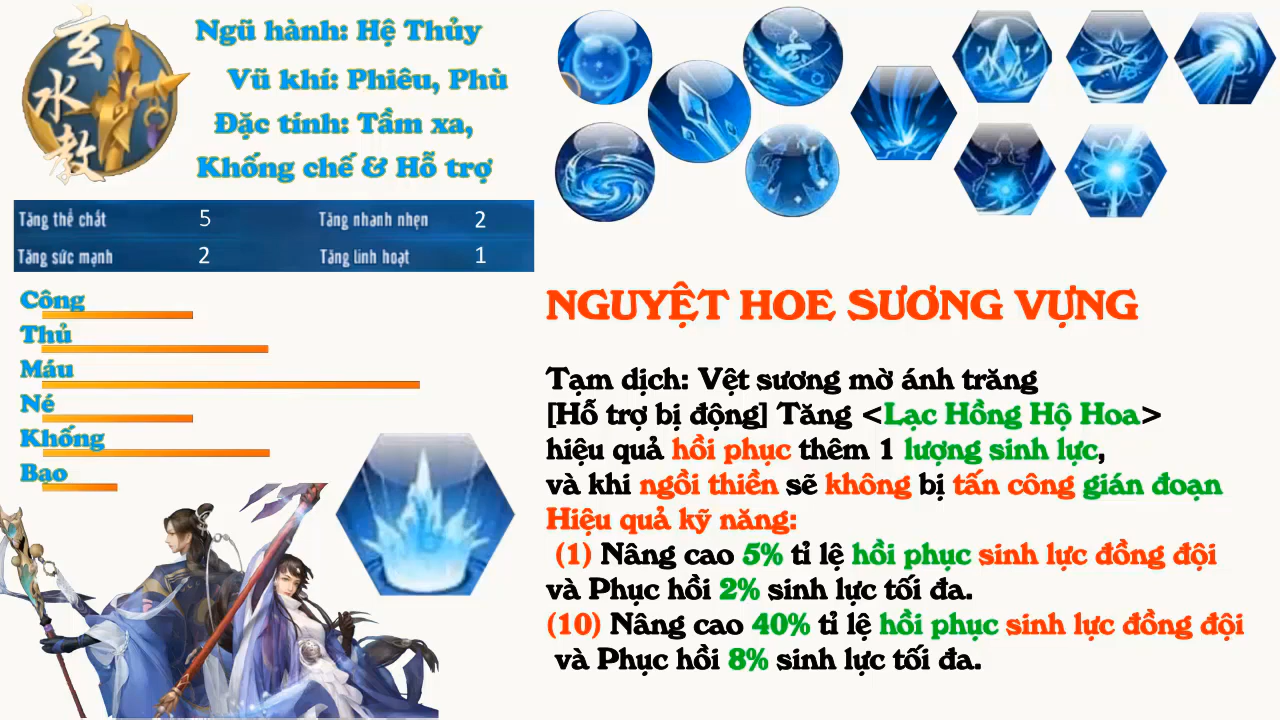 玄水教
Ngũ hành: Hệ Thủy
Vũ khí: Phiêu, Phù
Đặc tính: Tầm xa,
Khống chế & Hỗ trợ
Tăng thể chất 5 Tăng nhanh nhẹn 2
Tăng sức mạnh 2 Tăng linh hoạt 1
Công
Thủ
Máu
Né
Khống
Bạo
NGUYỆT HOE SƯƠNG VỰNG
Tạm dịch: Vệt sương mờ ánh trăng
[Hỗ trợ bị động] Tăng <Lạc Hồng Hộ Hoa>
hiệu quả hồi phục thêm 1 lượng sinh lực,
và khi ngồi thiền sẽ không bị tấn công gián đoạn
Hiệu quả kỹ năng:
(1) Nâng cao 5% tỉ lệ hồi phục sinh lực đồng đội
và Phục hồi 2% sinh lực tối đa.
(10) Nâng cao 40% tỉ lệ hồi phục sinh lực đồng đội
và Phục hồi 8% sinh lực tối đa.